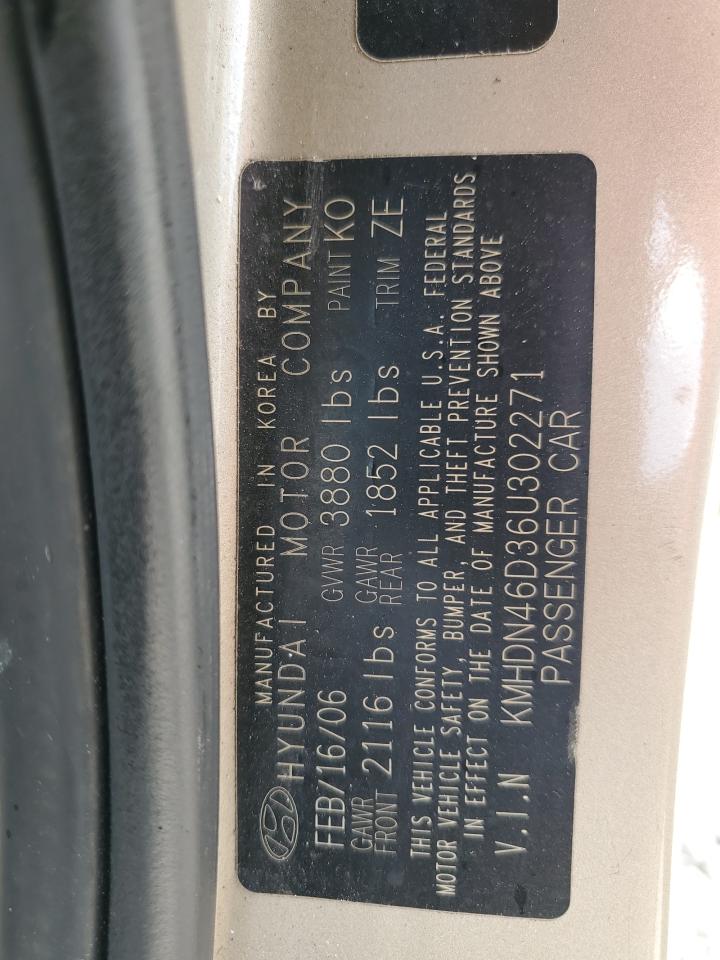 MANUFACTURED IN KOREA BY
HYUNDAI MOTOR COMPANY
FEB/16/06 GVWR 3880 lbs PAINT KO
GAWR FRONT 2116 lbs GAWR REAR 1852 lbs TRIM ZE
THIS VEHICLE CONFORMS TO ALL APPLICABLE U.S.A. FEDERAL
MOTOR VEHICLE SAFETY, BUMPER, AND THEFT PREVENTION STANDARDS
IN EFFECT ON THE DATE OF MANUFACTURE SHOWN ABOVE
V.I.N KMHDN46D36U302271
PASSENGER CAR